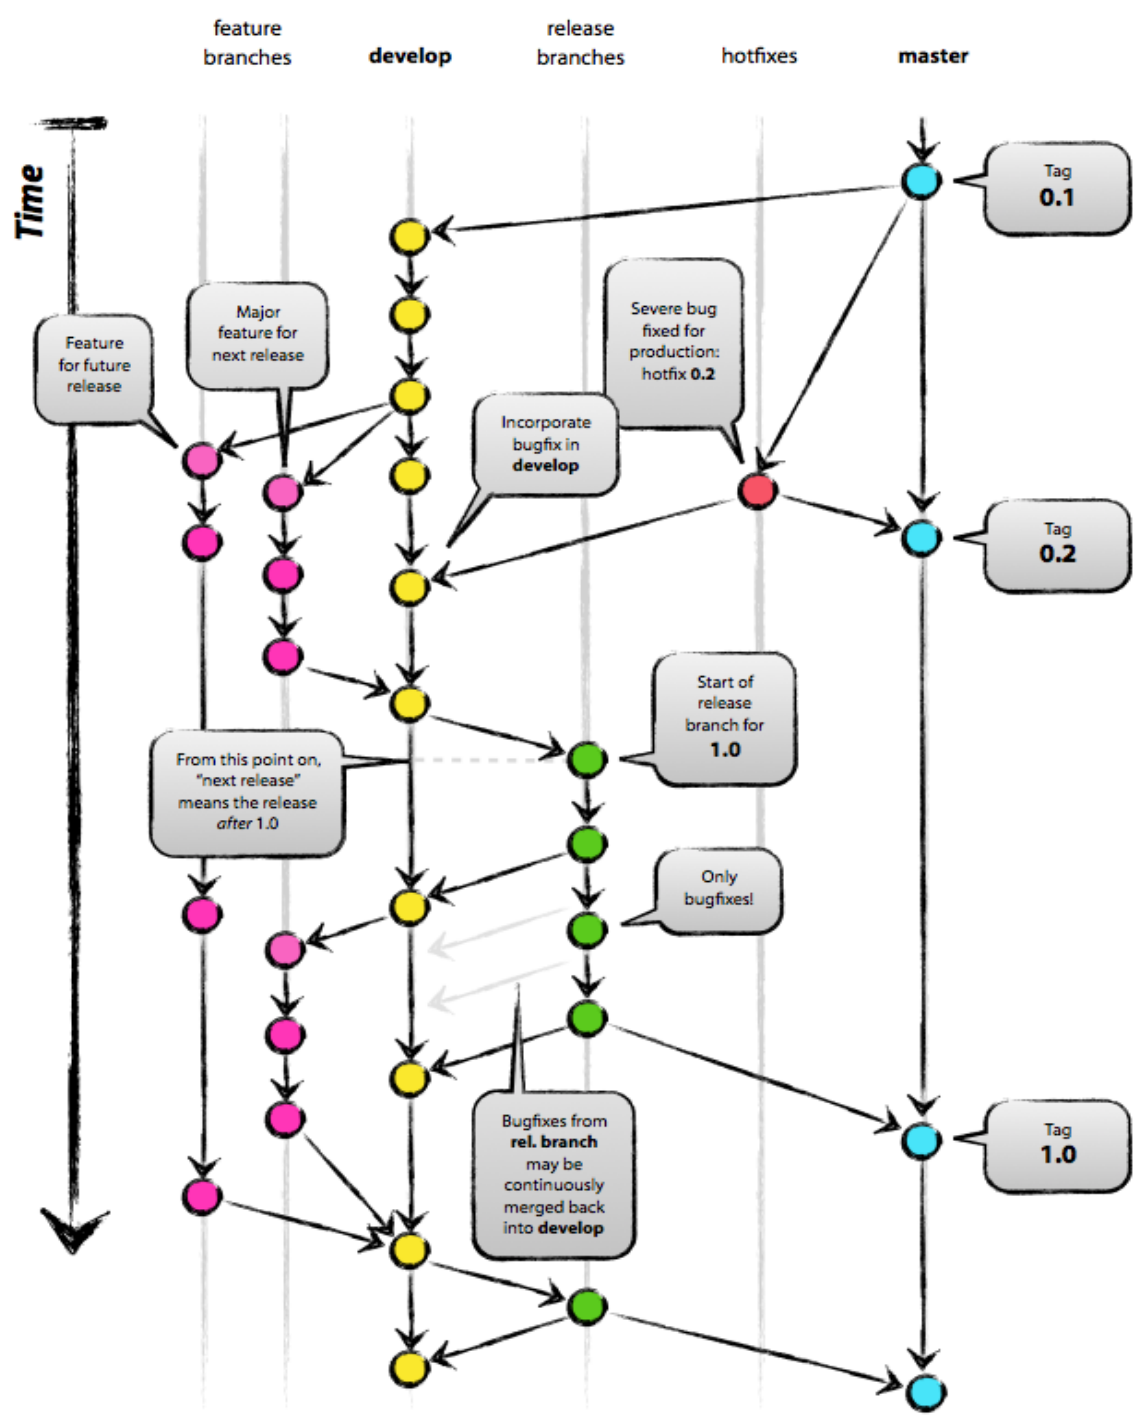 feature
branches
develop
release
branches
hotfixes
master
Time
Tag
0.1
Major
feature for
next release
Feature
for future
release
Severe bug
fixed for
production:
hotfix 0.2
Incorporate
bugfix in
develop
Tag
0.2
Start of
release
branch for
1.0
From this point on,
“next release”
means the release
after 1.0
Only
bugfixes!
Bugfixes from
rel. branch
may be
continuously
merged back
into develop
Tag
1.0